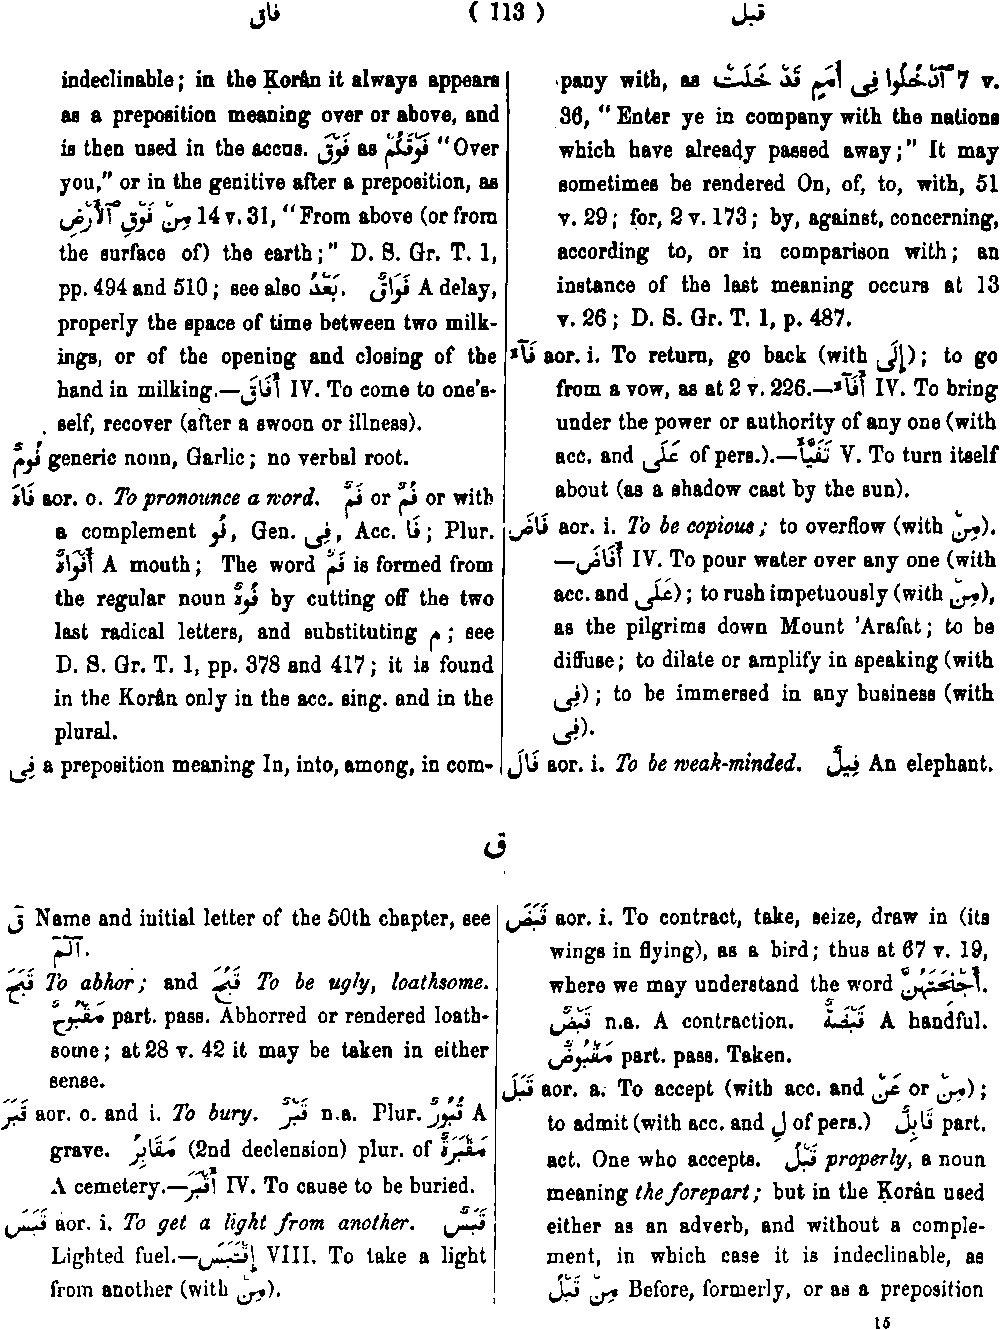 فاق
( 113 )
قبل
indeclinable; in the Ḳorân it always appears
as a preposition meaning over or above, and
is then used in the accus. فَوْقَ as فَوْقَكُمْ “Over
you,” or in the genitive after a preposition, as
مِنْ فَوْقِ ٱلْأَرْضِ 14 v. 31, “From above (or from
the surface of) the earth;” D. S. Gr. T. 1,
pp. 494 and 510; see also بَعْدُ. فَوَاقٌ A delay,
properly the space of time between two milk-
ings, or of the opening and closing of the
hand in milking.—أَفَاقَ IV. To come to one's-
self, recover (after a swoon or illness).
فُومٌ generic noun, Garlic; no verbal root.
فَاهَ aor. o. To pronounce a word. فَمٌ or فُمٌ or with
a complement فُو, Gen. فِى, Acc. فَا; Plur.
أَفْوَاهٌ A mouth; The word فَمٌ is formed from
the regular noun فُوهٌ by cutting off the two
last radical letters, and substituting م; see
D. S. Gr. T. 1, pp. 378 and 417; it is found
in the Korân only in the acc. sing. and in the
plural.
فِى a preposition meaning In, into, among, in com-
pany with, as ٱدْخُلُوا فِى أُمَمٍ قَدْ خَلَتْ 7 v.
36, “Enter ye in company with the nations
which have already passed away;” It may
sometimes be rendered On, of, to, with, 51
v. 29; for, 2 v. 173; by, against, concerning,
according to, or in comparison with; an
instance of the last meaning occurs at 13
v. 26; D. S. Gr. T. 1, p. 487.
فَآءَ aor. i. To return, go back (with إِلَى); to go
from a vow, as at 2 v. 226.—أَفَآءَ IV. To bring
under the power or authority of any one (with
acc. and عَلَى of pers.).—تَفَيَّأَ V. To turn itself
about (as a shadow cast by the sun).
فَاضَ aor. i. To be copious; to overflow (with مِنْ).
—أَفَاضَ IV. To pour water over any one (with
acc. and عَلَى); to rush impetuously (with مِنْ),
as the pilgrims down Mount 'Arafat; to be
diffuse; to dilate or amplify in speaking (with
فِى); to be immersed in any business (with
فِى).
فَالَ aor. i. To be weak-minded. فِيلٌ An elephant.
ق
قۤ Name and initial letter of the 50th chapter, see
آلۤمۤ.
قَبَحَ To abhor; and قَبُحَ To be ugly, loathsome.
مَقْبُوحٌ part. pass. Abhorred or rendered loath-
some; at 28 v. 42 it may be taken in either
sense.
قَبَرَ aor. o. and i. To bury. قَبْرٌ n.a. Plur. قُبُورٌ A
grave. مَقَابِرُ (2nd declension) plur. of مَقْبَرَةٌ
A cemetery.—أَقْبَرَ IV. To cause to be buried.
قَبَسَ aor. i. To get a light from another. قَبَسٌ
Lighted fuel.—إِقْتَبَسَ VIII. To take a light
from another (with مِنْ).
قَبَضَ aor. i. To contract, take, seize, draw in (its
wings in flying), as a bird; thus at 67 v. 19,
where we may understand the word أَجْنِحَتَهُنَّ.
قَبْضٌ n.a. A contraction. قَبْضَةٌ A handful.
مَقْبُوضٌ part. pass. Taken.
قَبِلَ aor. a. To accept (with acc. and عَنْ or مِنْ);
to admit (with acc. and لِ of pers.) قَابِلٌ part.
act. One who accepts. قَبْلُ properly, a noun
meaning the forepart; but in the Ḳorân used
either as an adverb, and without a comple-
ment, in which case it is indeclinable, as
مِنْ قَبْلُ Before, formerly, or as a preposition
15